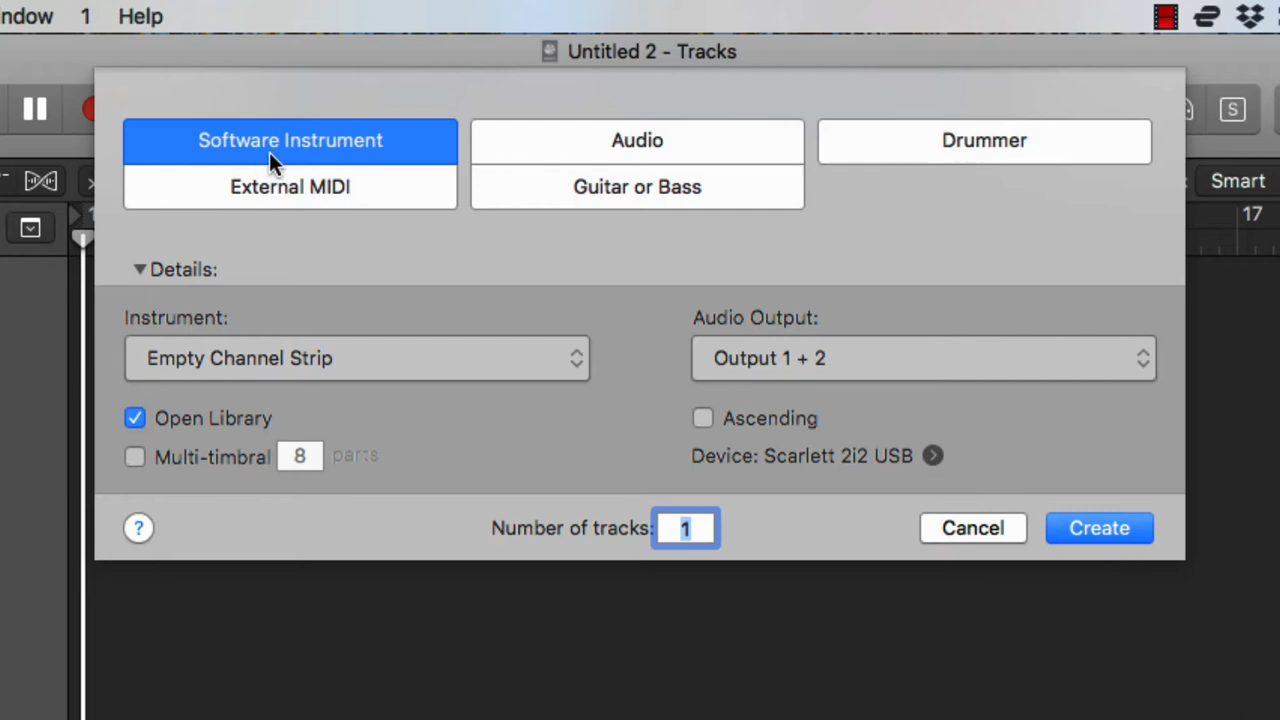 ndow 1 Help
Untitled 2 - Tracks
S
Software Instrument Audio Drummer
External MIDI Guitar or Bass
Smart
1 17
Details:
Instrument: Audio Output:
Empty Channel Strip Output 1 + 2
Open Library Ascending
Multi-timbral 8 parts Device: Scarlett 2i2 USB
? Number of tracks: 1 Cancel Create